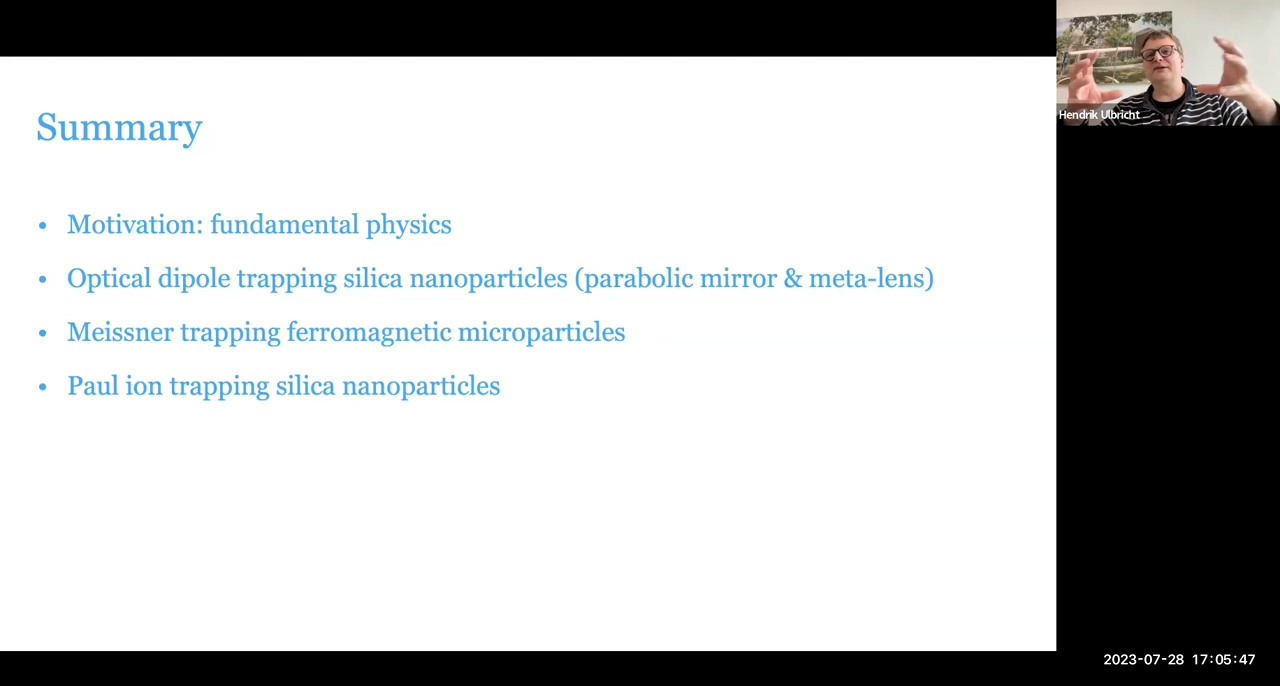 Summary
• Motivation: fundamental physics
• Optical dipole trapping silica nanoparticles (parabolic mirror & meta-lens)
• Meissner trapping ferromagnetic microparticles
• Paul ion trapping silica nanoparticles
Hendrik Ulbricht
2023-07-28 17:05:47